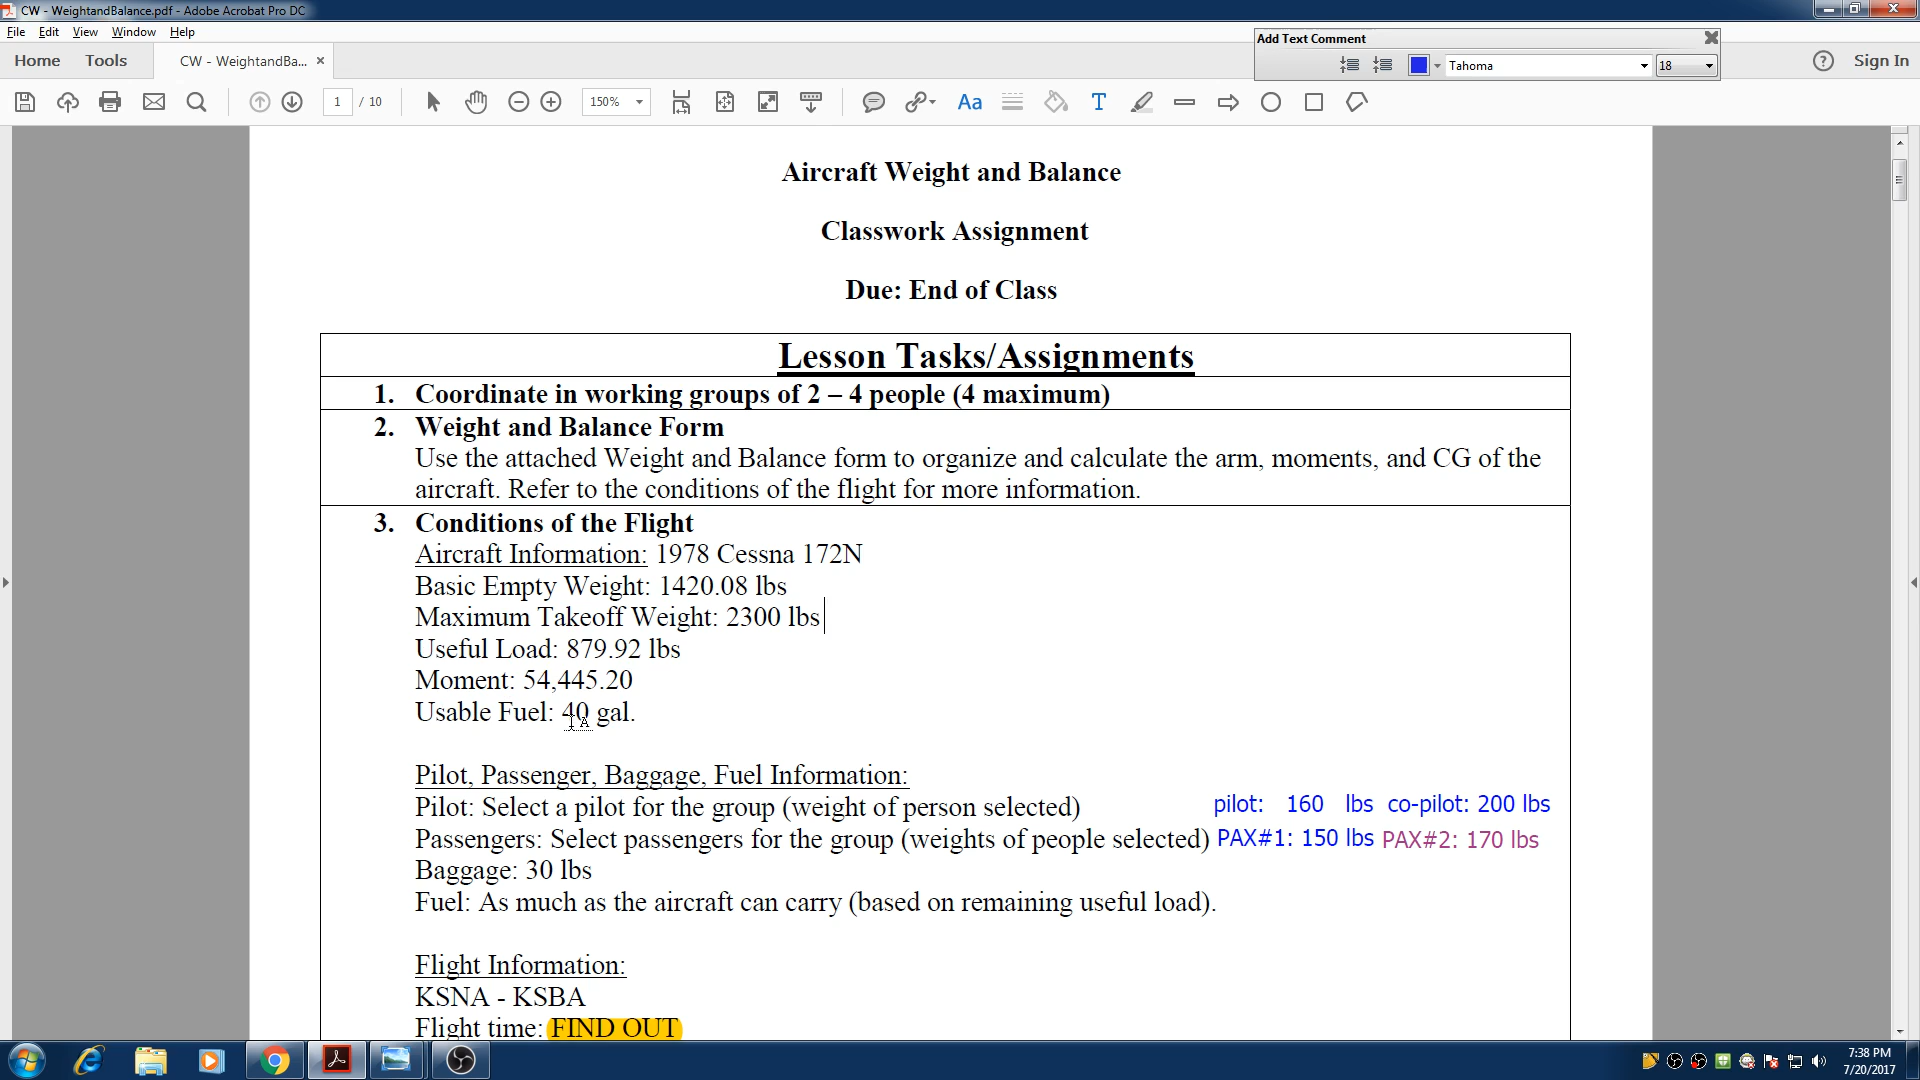 CW - WeightandBalance.pdf - Adobe Acrobat Pro DC
File Edit View Window Help
Add Text Comment
Home Tools CW - WeightandBa... ×
Tahoma 18
Sign In
1 / 10 150%
Aircraft Weight and Balance
Classwork Assignment
Due: End of Class
Lesson Tasks/Assignments
1. Coordinate in working groups of 2 – 4 people (4 maximum)
2. Weight and Balance Form
Use the attached Weight and Balance form to organize and calculate the arm, moments, and CG of the
aircraft. Refer to the conditions of the flight for more information.
3. Conditions of the Flight
Aircraft Information: 1978 Cessna 172N
Basic Empty Weight: 1420.08 lbs
Maximum Takeoff Weight: 2300 lbs
Useful Load: 879.92 lbs
Moment: 54,445.20
Usable Fuel: 40 gal.
Pilot, Passenger, Baggage, Fuel Information:
Pilot: Select a pilot for the group (weight of person selected) pilot: 160 lbs co-pilot: 200 lbs
Passengers: Select passengers for the group (weights of people selected) PAX#1: 150 lbs PAX#2: 170 lbs
Baggage: 30 lbs
Fuel: As much as the aircraft can carry (based on remaining useful load).
Flight Information:
KSNA - KSBA
Flight time: FIND OUT
7:38 PM
7/20/2017